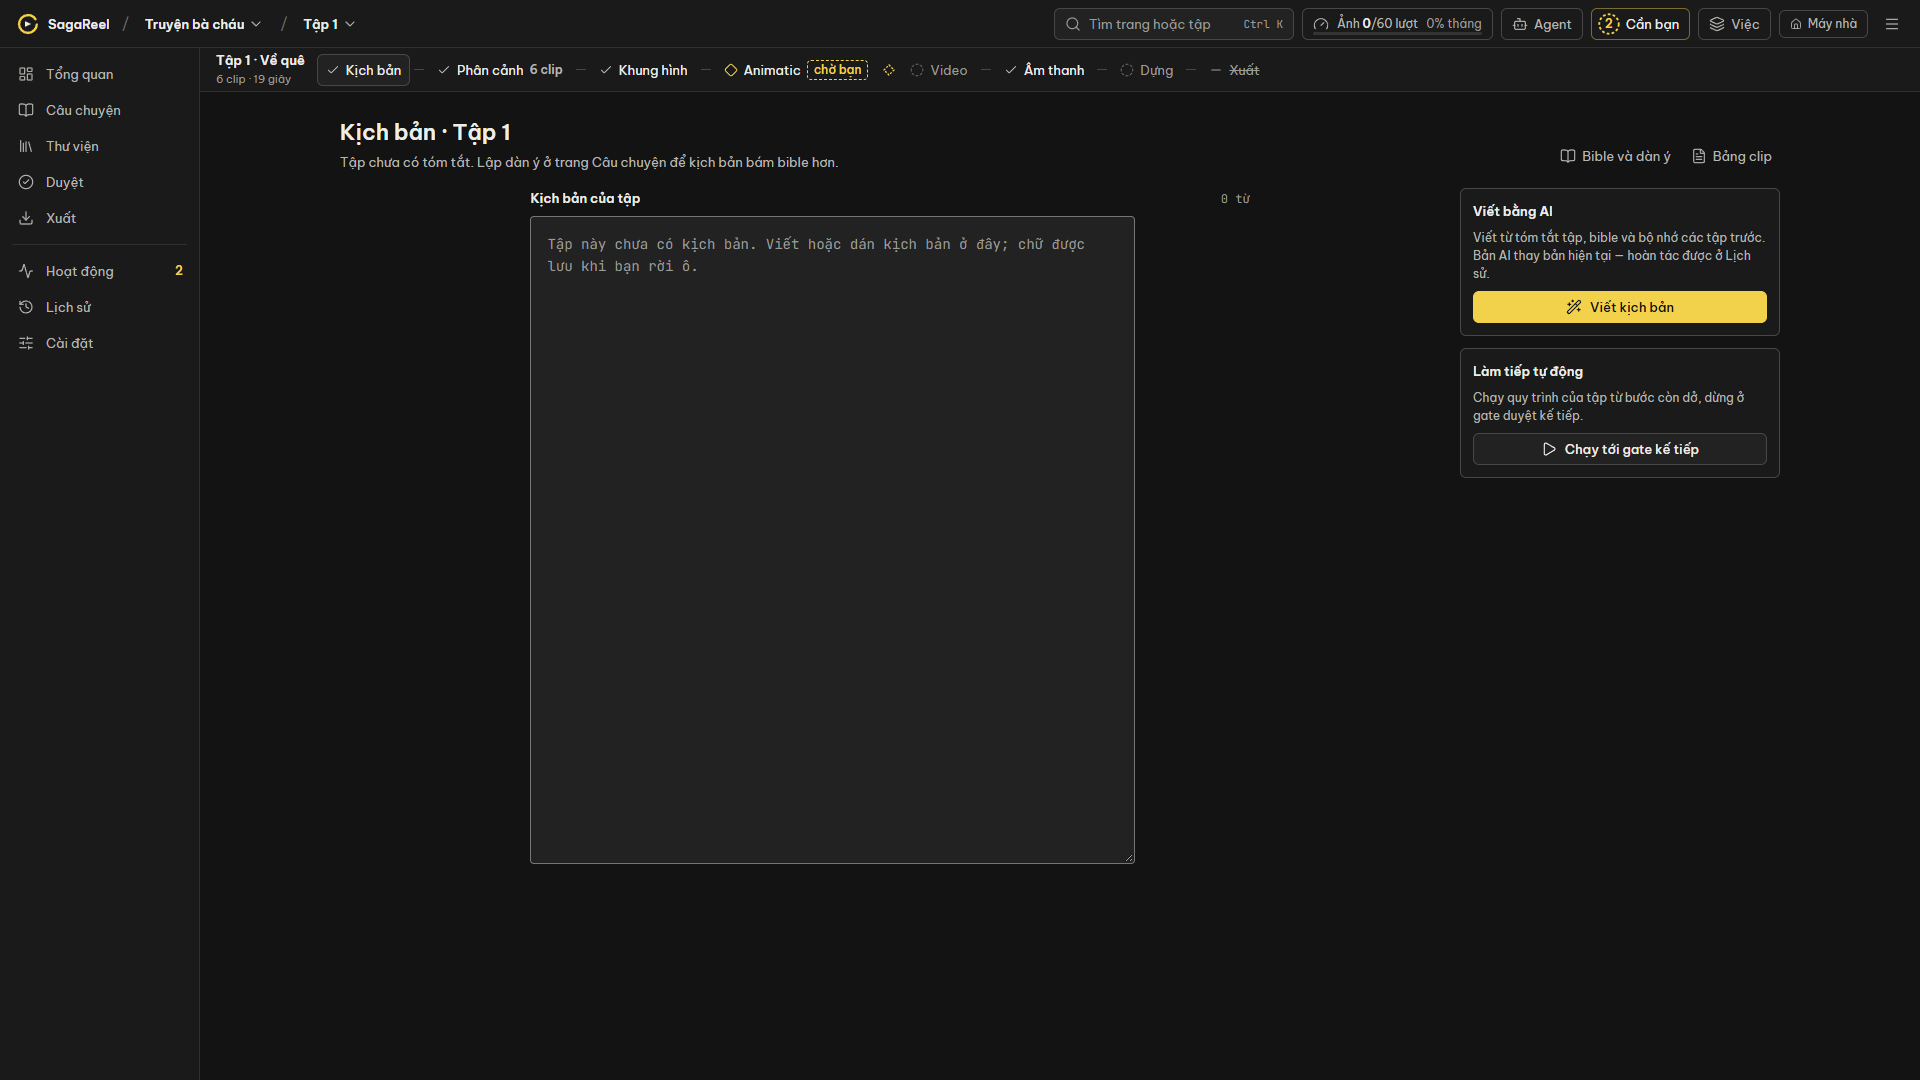 SagaReel / Truyện bà cháu / Tập 1
Tìm trang hoặc tập Ctrl K
Ảnh 0/60 lượt 0% tháng
Agent
2 Cần bạn
Việc
Máy nhà
Tổng quan
Câu chuyện
Thư viện
Duyệt
Xuất
Hoạt động 2
Lịch sử
Cài đặt
Tập 1 · Về quê
6 clip · 19 giây
Kịch bản
Phân cảnh 6 clip
Khung hình
Animatic chờ bạn
Video
Âm thanh
Dựng
Xuất
Kịch bản · Tập 1
Tập chưa có tóm tắt. Lập dàn ý ở trang Câu chuyện để kịch bản bám bible hơn.
Bible và dàn ý
Bảng clip
Kịch bản của tập
0 từ
Tập này chưa có kịch bản. Viết hoặc dán kịch bản ở đây; chữ được
lưu khi bạn rời ô.
Viết bằng AI
Viết từ tóm tắt tập, bible và bộ nhớ các tập trước.
Bản AI thay bản hiện tại — hoàn tác được ở Lịch
sử.
Viết kịch bản
Làm tiếp tự động
Chạy quy trình của tập từ bước còn dở, dừng ở
gate duyệt kế tiếp.
Chạy tới gate kế tiếp